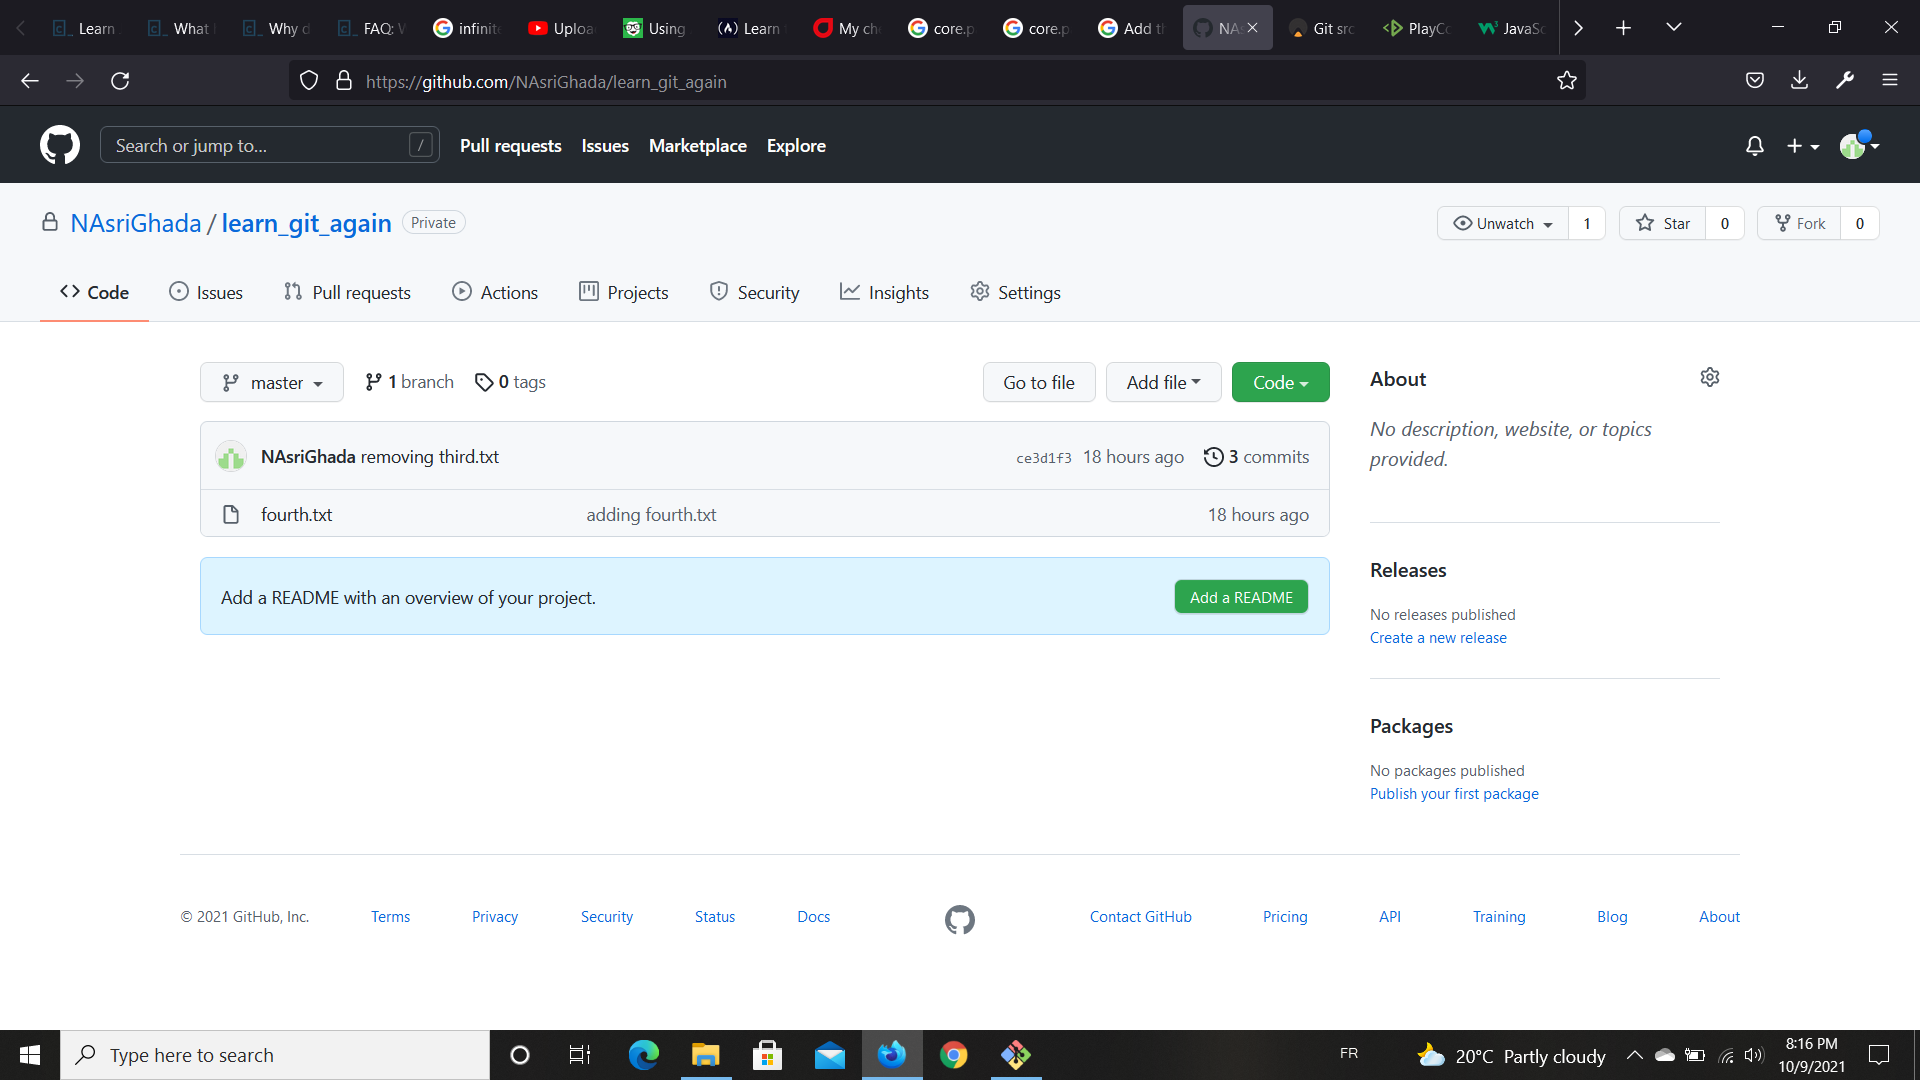 Learn
What
Why d
FAQ: W
infinite
Uploa
Using
Learn
My ch
core.p
core.p
Add th
NAs
Git src
PlayCo
JavaSc
https://github.com/NAsriGhada/learn_git_again
Search or jump to...
/
Pull requests
Issues
Marketplace
Explore
NAsriGhada / learn_git_again
Private
Unwatch
1
Star
0
Fork
0
Code
Issues
Pull requests
Actions
Projects
Security
Insights
Settings
master
1 branch
0 tags
Go to file
Add file
Code
NAsriGhada removing third.txt
ce3d1f3
18 hours ago
3 commits
fourth.txt
adding fourth.txt
18 hours ago
Add a README with an overview of your project.
Add a README
About
No description, website, or topics
provided.
Releases
No releases published
Create a new release
Packages
No packages published
Publish your first package
© 2021 GitHub, Inc.
Terms
Privacy
Security
Status
Docs
Contact GitHub
Pricing
API
Training
Blog
About
Type here to search
FR
20°C Partly cloudy
8:16 PM
10/9/2021